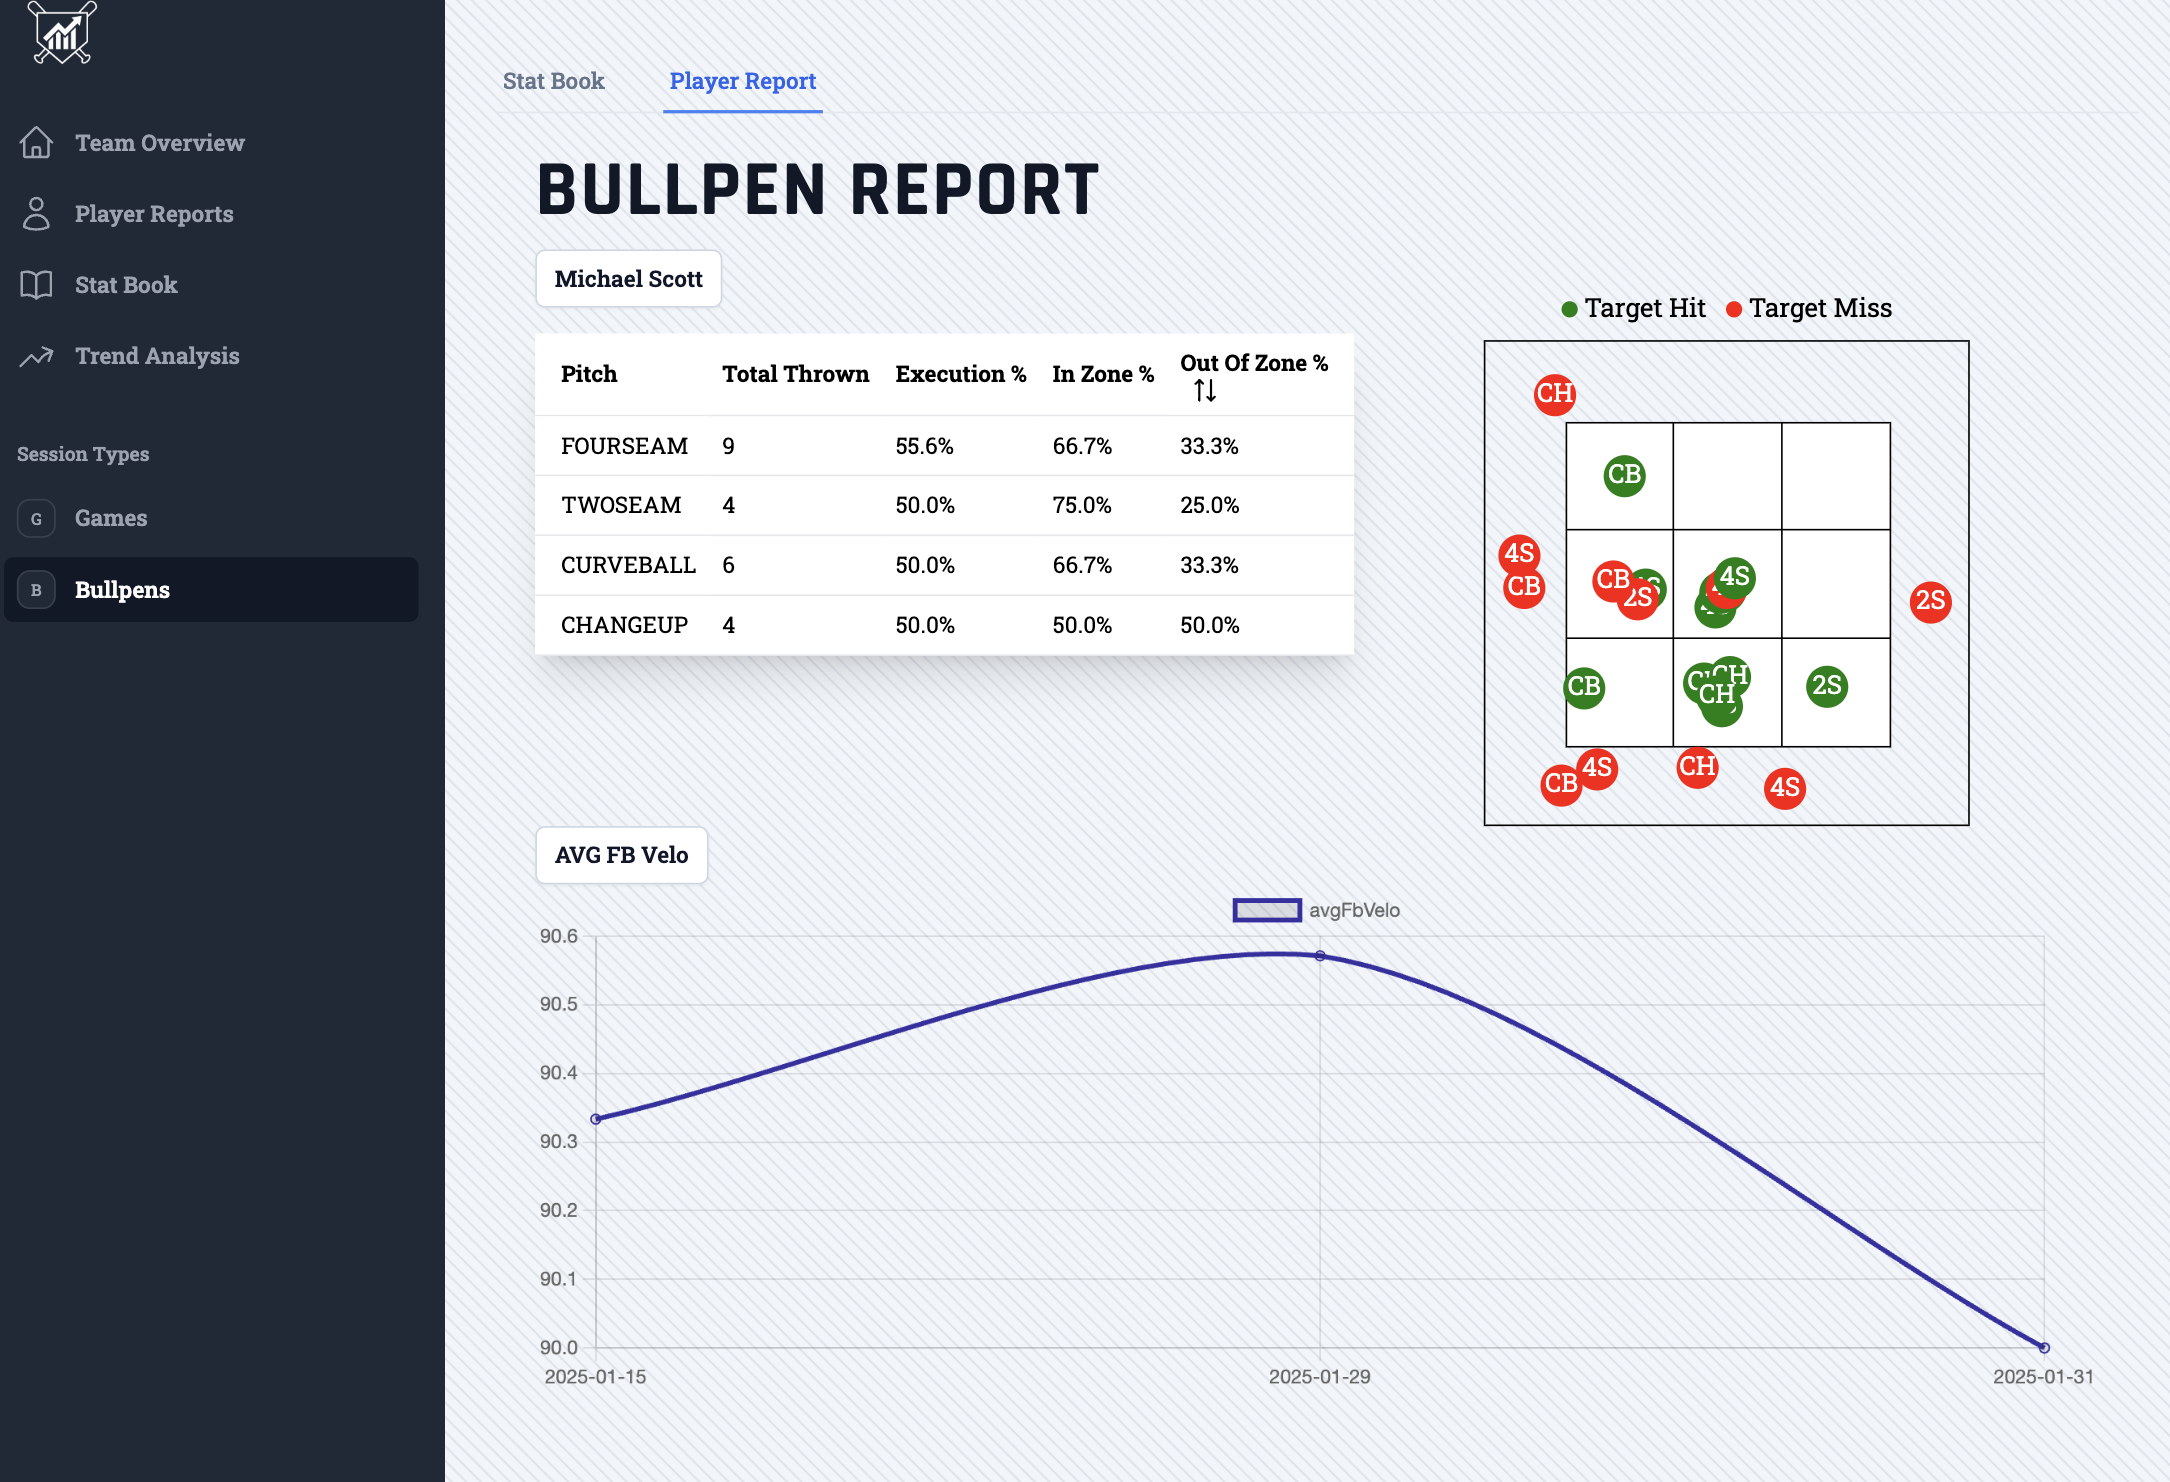 Stat Book
Player Report
Team Overview
Player Reports
Stat Book
Trend Analysis
Session Types
G Games
B Bullpens
BULLPEN REPORT
Michael Scott
Pitch Total Thrown Execution % In Zone % Out Of Zone %
FOURSEAM 9 55.6% 66.7% 33.3%
TWOSEAM 4 50.0% 75.0% 25.0%
CURVEBALL 6 50.0% 66.7% 33.3%
CHANGEUP 4 50.0% 50.0% 50.0%
Target Hit Target Miss
CH
CB
4S
CB
CB
2S
4S
2S
CB
CH
CH
2S
CB
4S
CH
4S
AVG FB Velo
avgFbVelo
90.6
90.5
90.4
90.3
90.2
90.1
90.0
2025-01-15 2025-01-29 2025-01-31